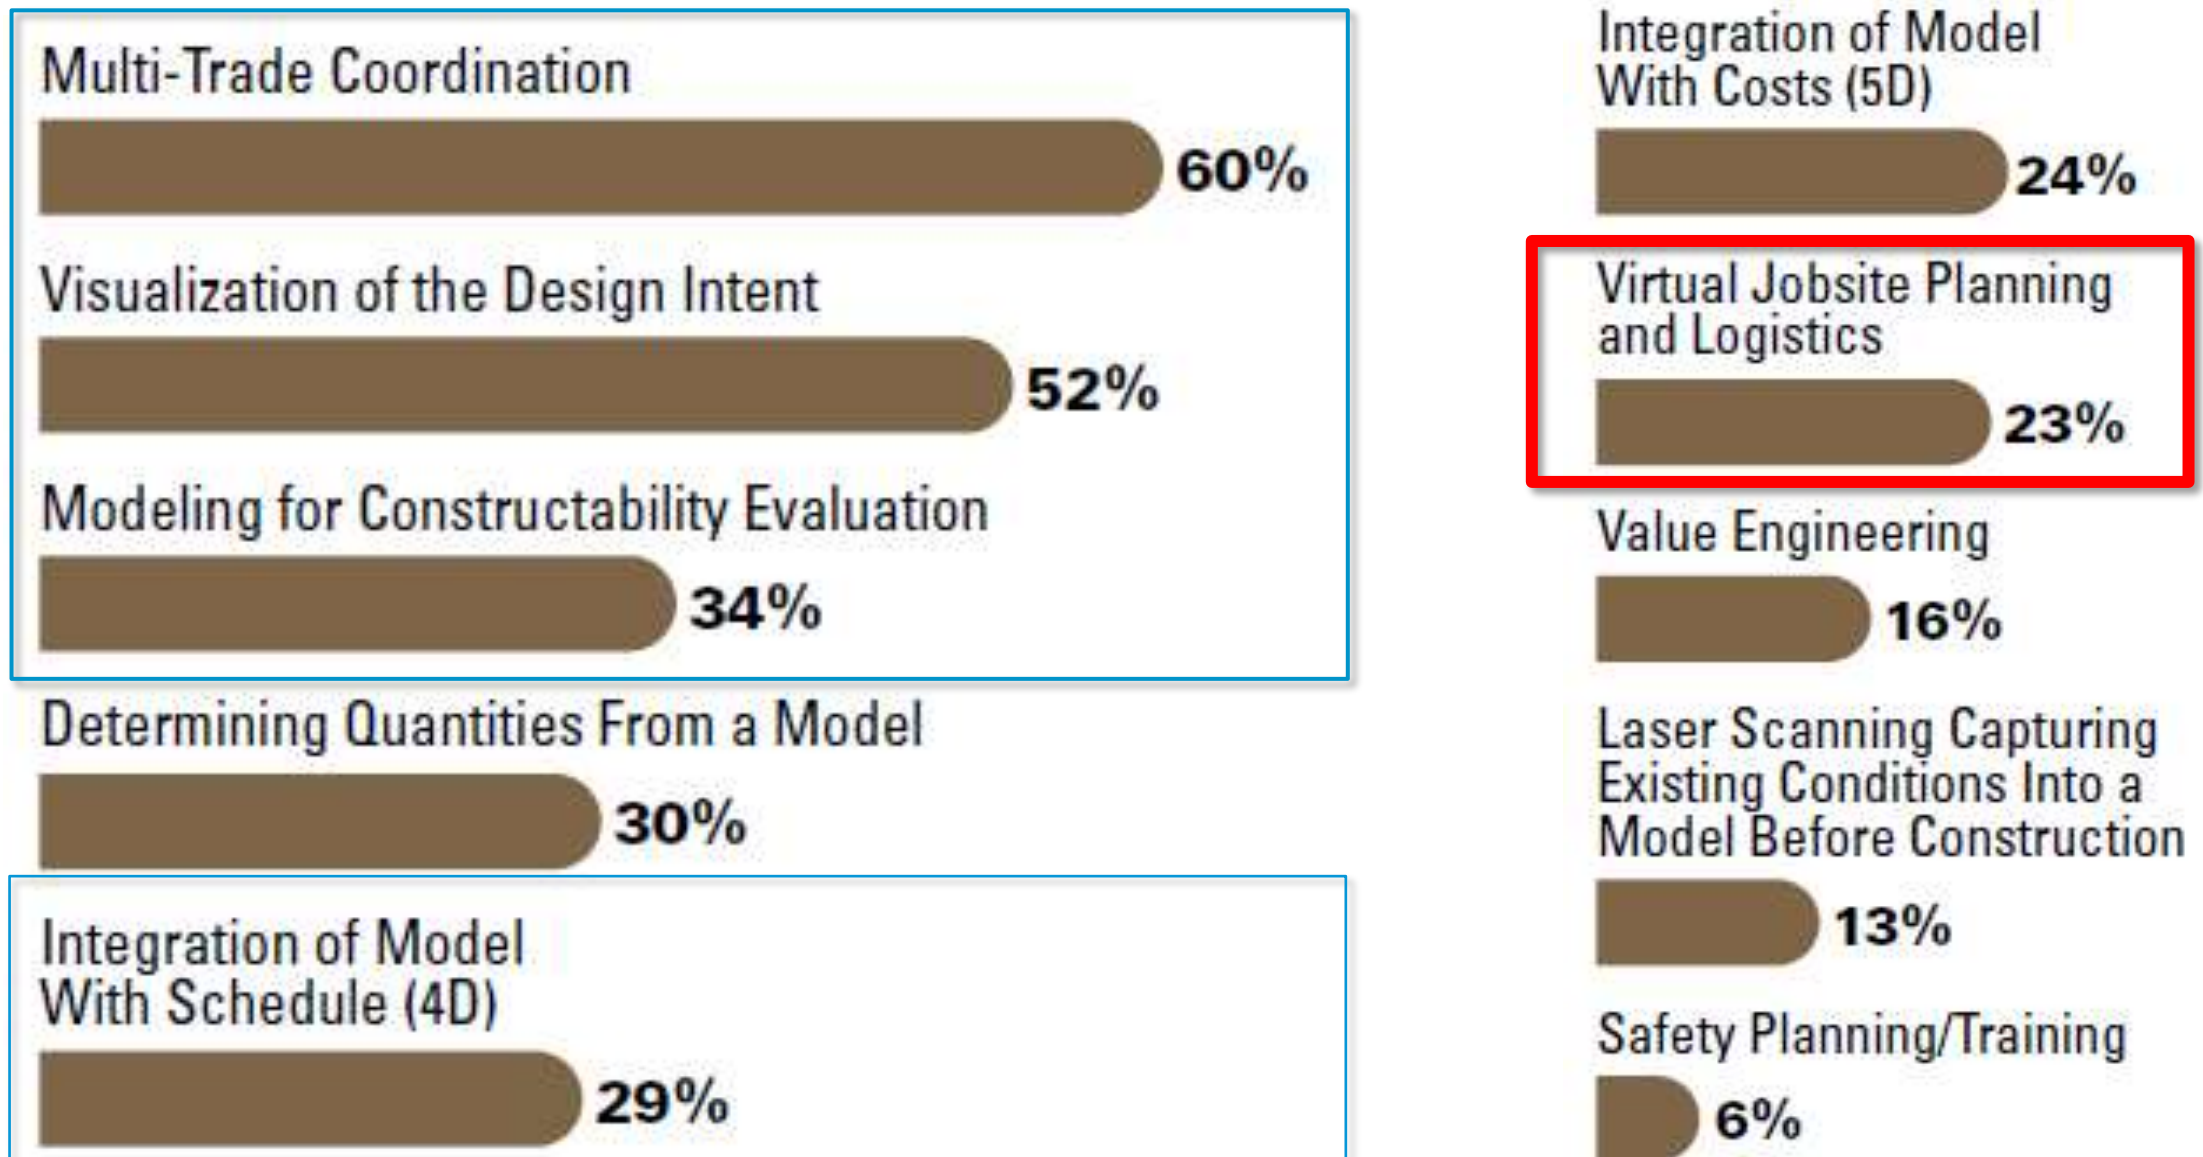 Multi-Trade Coordination
60%
Visualization of the Design Intent
52%
Modeling for Constructability Evaluation
34%
Determining Quantities From a Model
30%
Integration of Model
With Schedule (4D)
29%
Integration of Model
With Costs (5D)
24%
Virtual Jobsite Planning
and Logistics
23%
Value Engineering
16%
Laser Scanning Capturing
Existing Conditions Into a
Model Before Construction
13%
Safety Planning/Training
6%